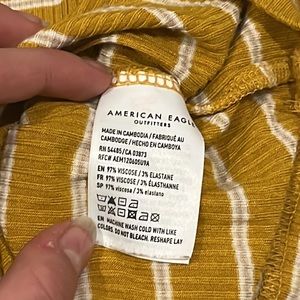 AMERICAN EAGLE
OUTFITTERS
MADE IN CAMBODIA / FABRIQUÉ AU
CAMBODGE / HECHO EN CAMBOYA
RN 54485 / CA 03873
RFC# AEM120605U9A
EN 97% VISCOSE / 3% ELASTANE
FR 97% VISCOSE / 3% ÉLASTHANNE
SP 97% viscosa / 3% elastano
EN MACHINE WASH COLD WITH LIKE
COLORS. DO NOT BLEACH. RESHAPE LAY